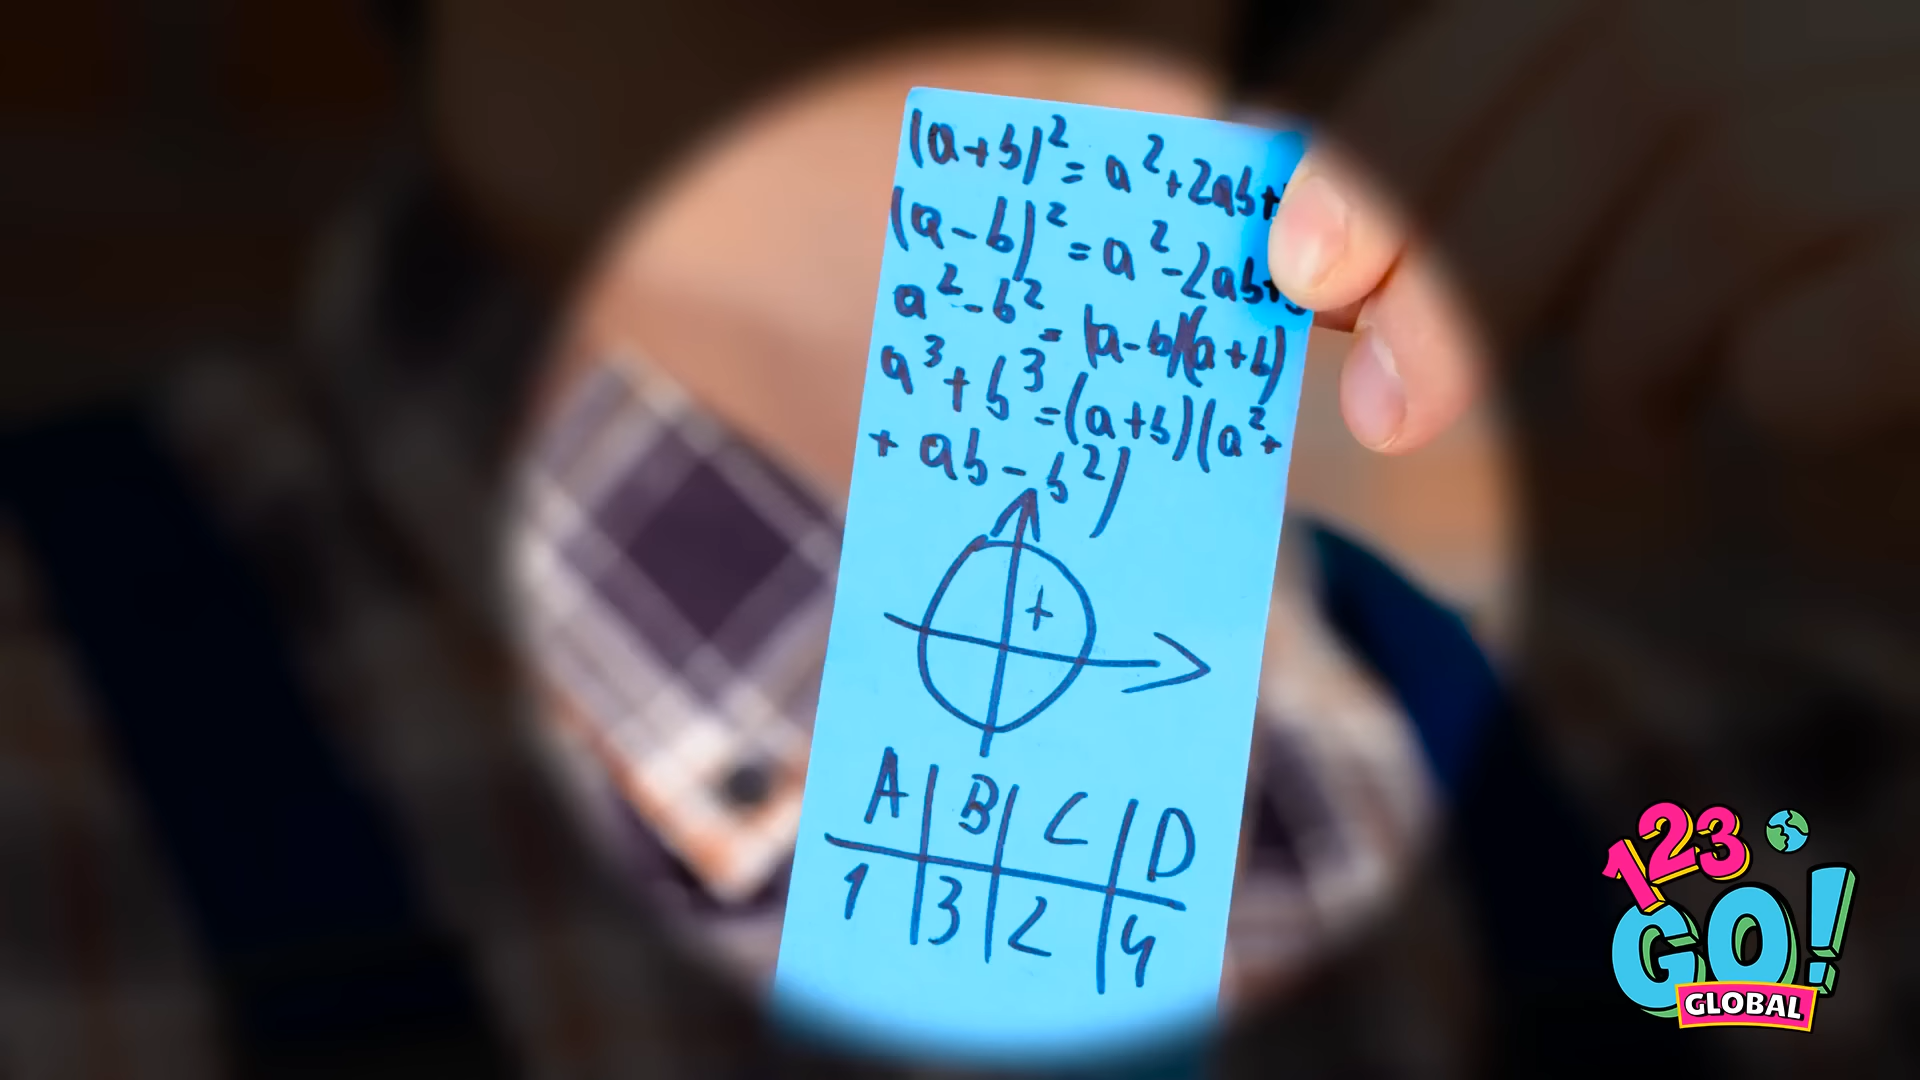 (a+b)² = a²+2ab+
(a-b)² = a²-2ab+
a²-b² = (a-b)(a+b)
a³+b³=(a+b)(a²+
+ab-b²)
+
A B C D
1 3 2 4
123
GO!
GLOBAL